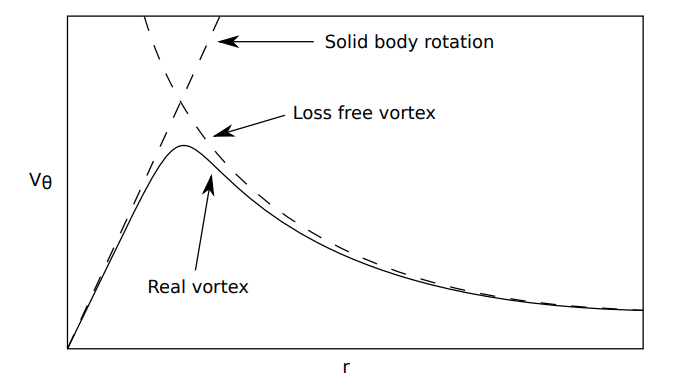 Solid body rotation
Loss free vortex
Vθ
Real vortex
r